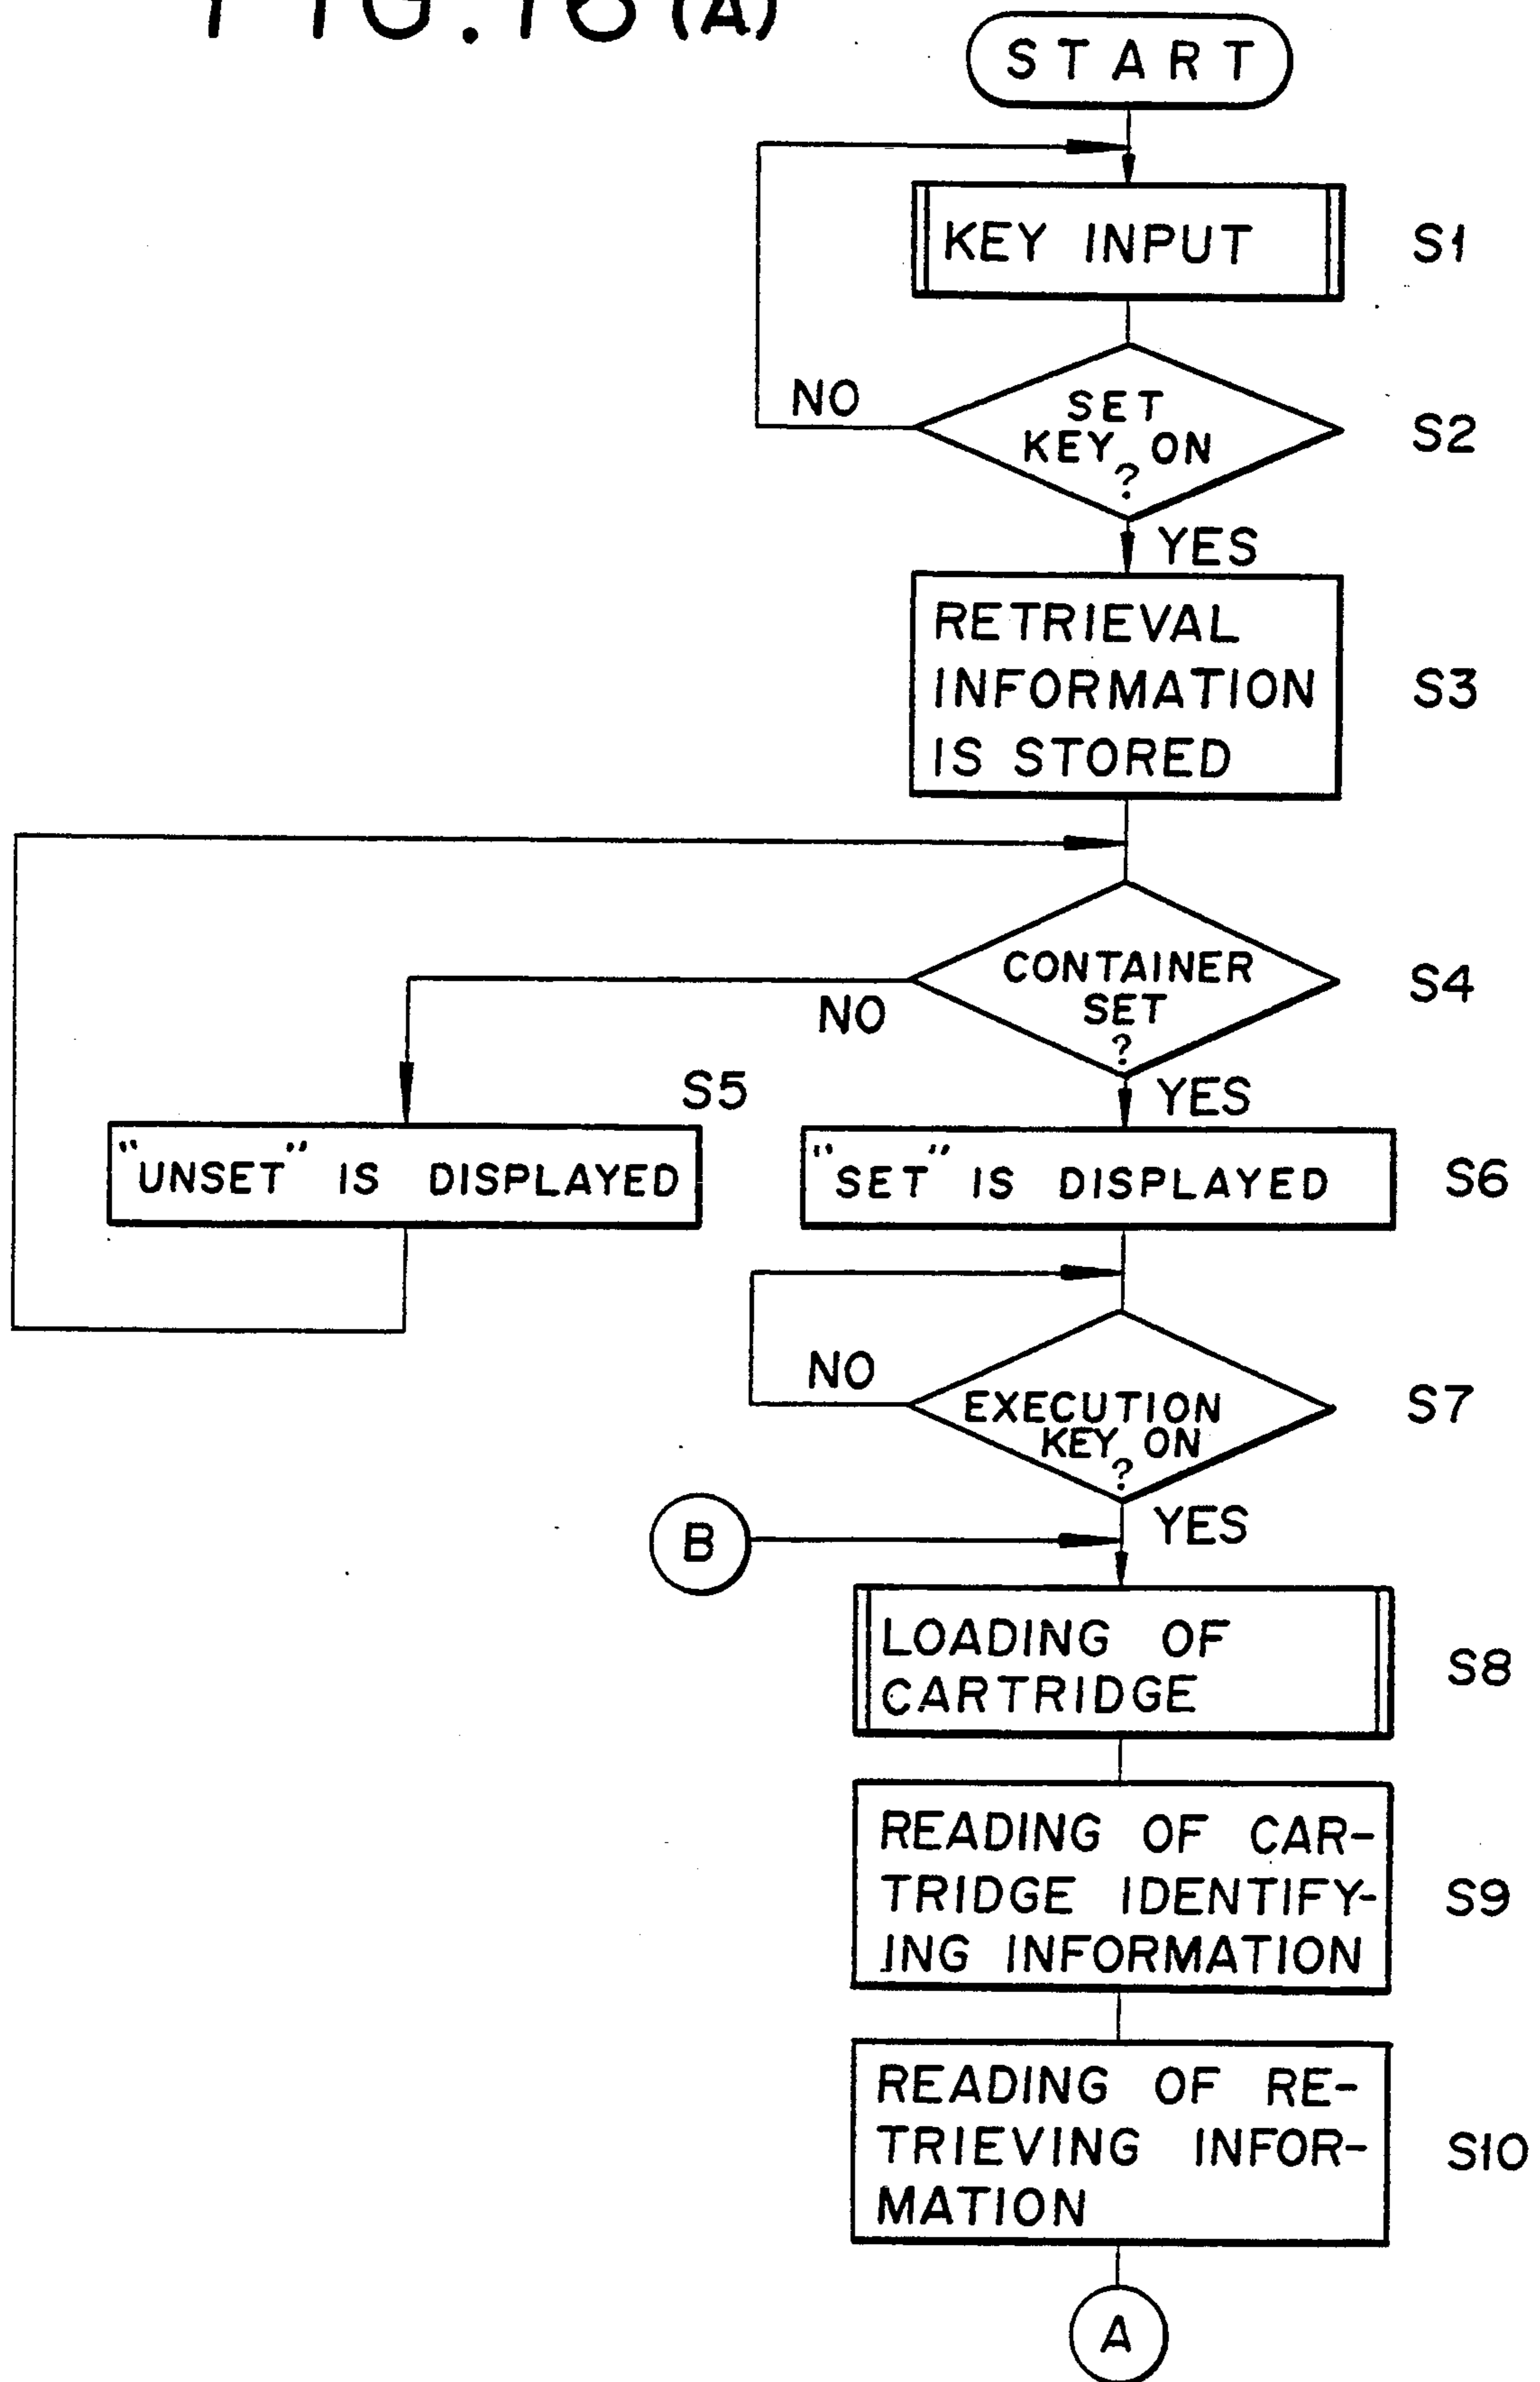 FIG.16(A)
START
KEY INPUT
S1
NO
SET
KEY ON
?
S2
YES
RETRIEVAL
INFORMATION
IS STORED
S3
CONTAINER
SET
?
S4
NO
YES
S5
"UNSET" IS DISPLAYED
"SET" IS DISPLAYED
S6
NO
EXECUTION
KEY ON
?
S7
YES
B
LOADING OF
CARTRIDGE
S8
READING OF CAR-
TRIDGE IDENTIFY-
ING INFORMATION
S9
READING OF RE-
TRIEVING INFOR-
MATION
S10
A